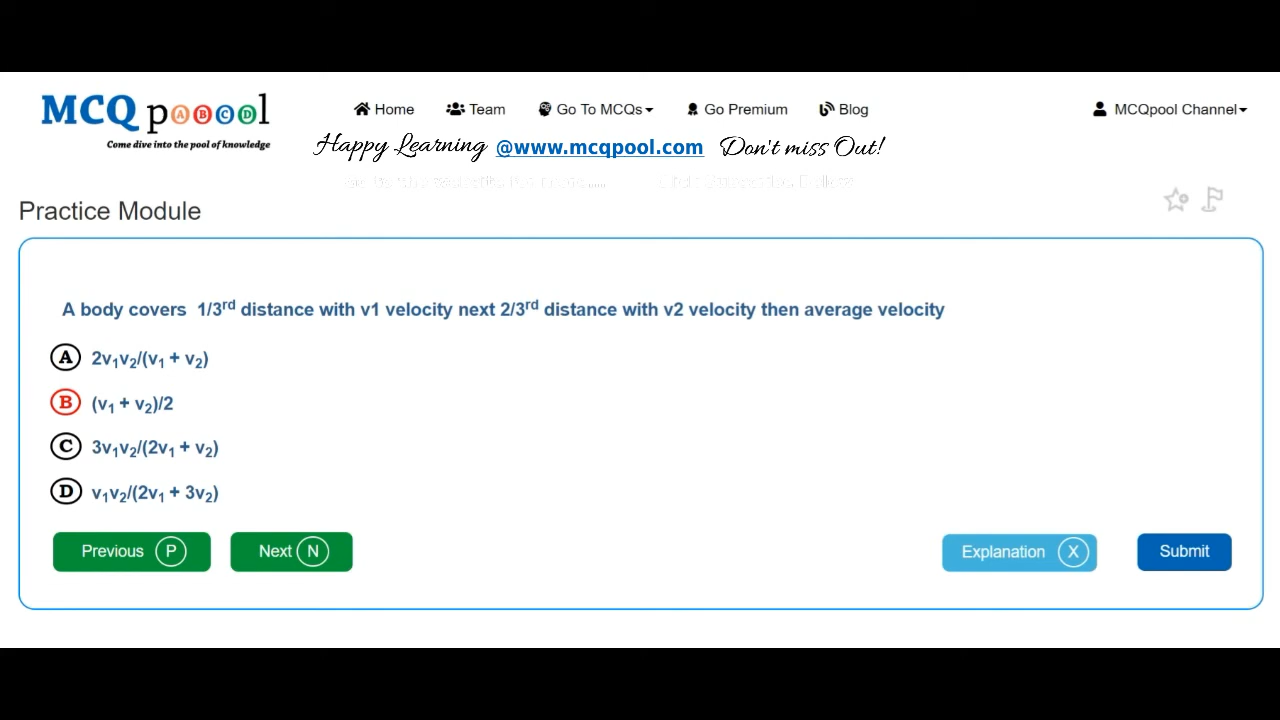 MCQ pooool
Come dive into the pool of knowledge
Home Team Go To MCQs Go Premium Blog MCQpool Channel
Happy Learning @www.mcqpool.com Don't miss Out!
Practice Module
A body covers 1/3rd distance with v1 velocity next 2/3rd distance with v2 velocity then average velocity
A 2v₁v₂/(v₁ + v₂)
B (v₁ + v₂)/2
C 3v₁v₂/(2v₁ + v₂)
D v₁v₂/(2v₁ + 3v₂)
Previous P Next N Explanation X Submit